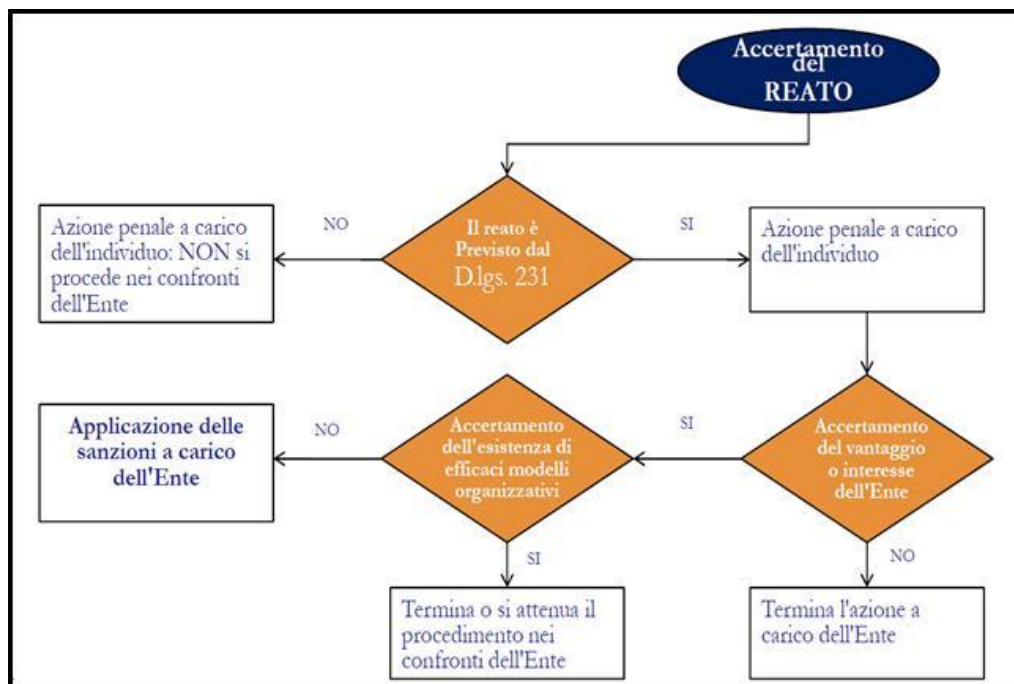 Accertamento
del
REATO
NO
SI
Azione penale a carico
dell'individuo: NON si
procede nei confronti
dell'Ente
Il reato è
Previsto dal
D.lgs. 231
Azione penale a carico
dell'individuo
Applicazione delle
sanzioni a carico
dell'Ente
NO
Accertamento
dell'esistenza di
efficaci modelli
organizzativi
SI
Accertamento
del vantaggio
o interesse
dell'Ente
SI
NO
Termina o si attenua il
procedimento nei
confronti dell'Ente
Termina l'azione a
carico dell'Ente